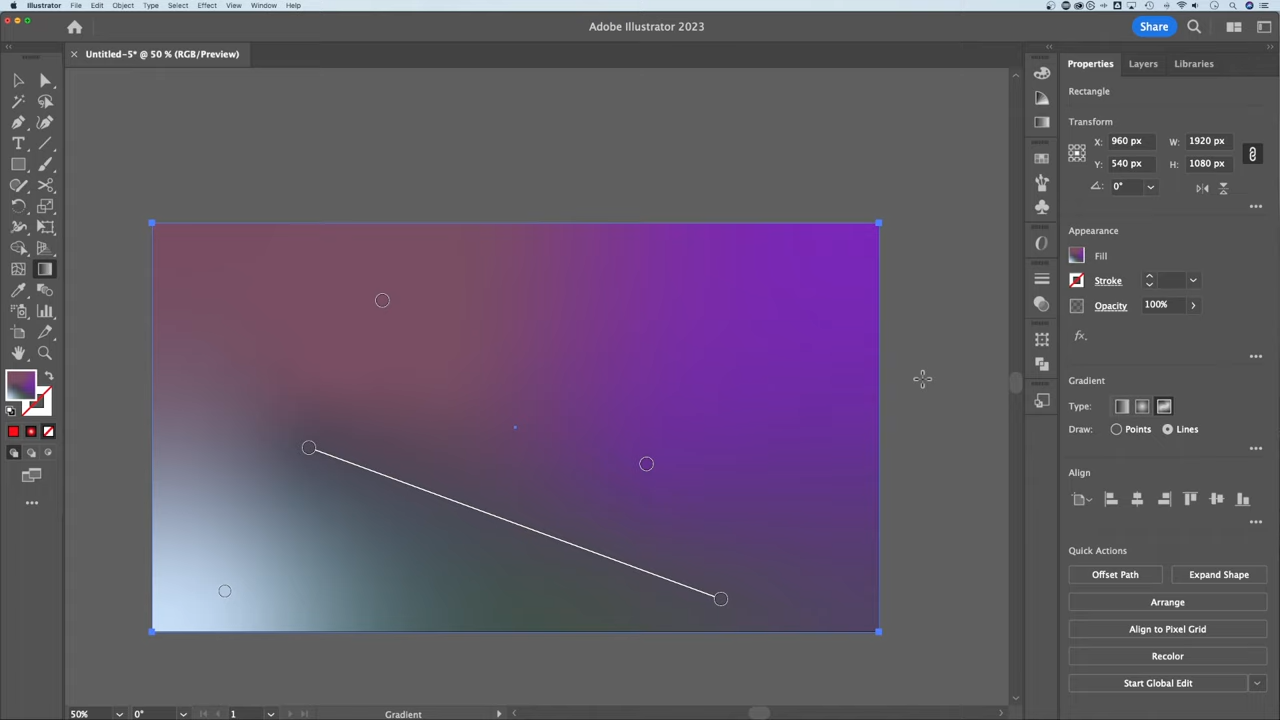 Illustrator File Edit Object Type Select Effect View Window Help
Adobe Illustrator 2023
Share
Untitled-5* @ 50 % (RGB/Preview)
Properties Layers Libraries
Rectangle
Transform
X: 960 px W: 1920 px
Y: 540 px H: 1080 px
0°
Appearance
Fill
Stroke
Opacity 100%
fx.
Gradient
Type:
Draw: Points Lines
Align
Quick Actions
Offset Path Expand Shape
Arrange
Align to Pixel Grid
Recolor
Start Global Edit
50% 0° 1 Gradient